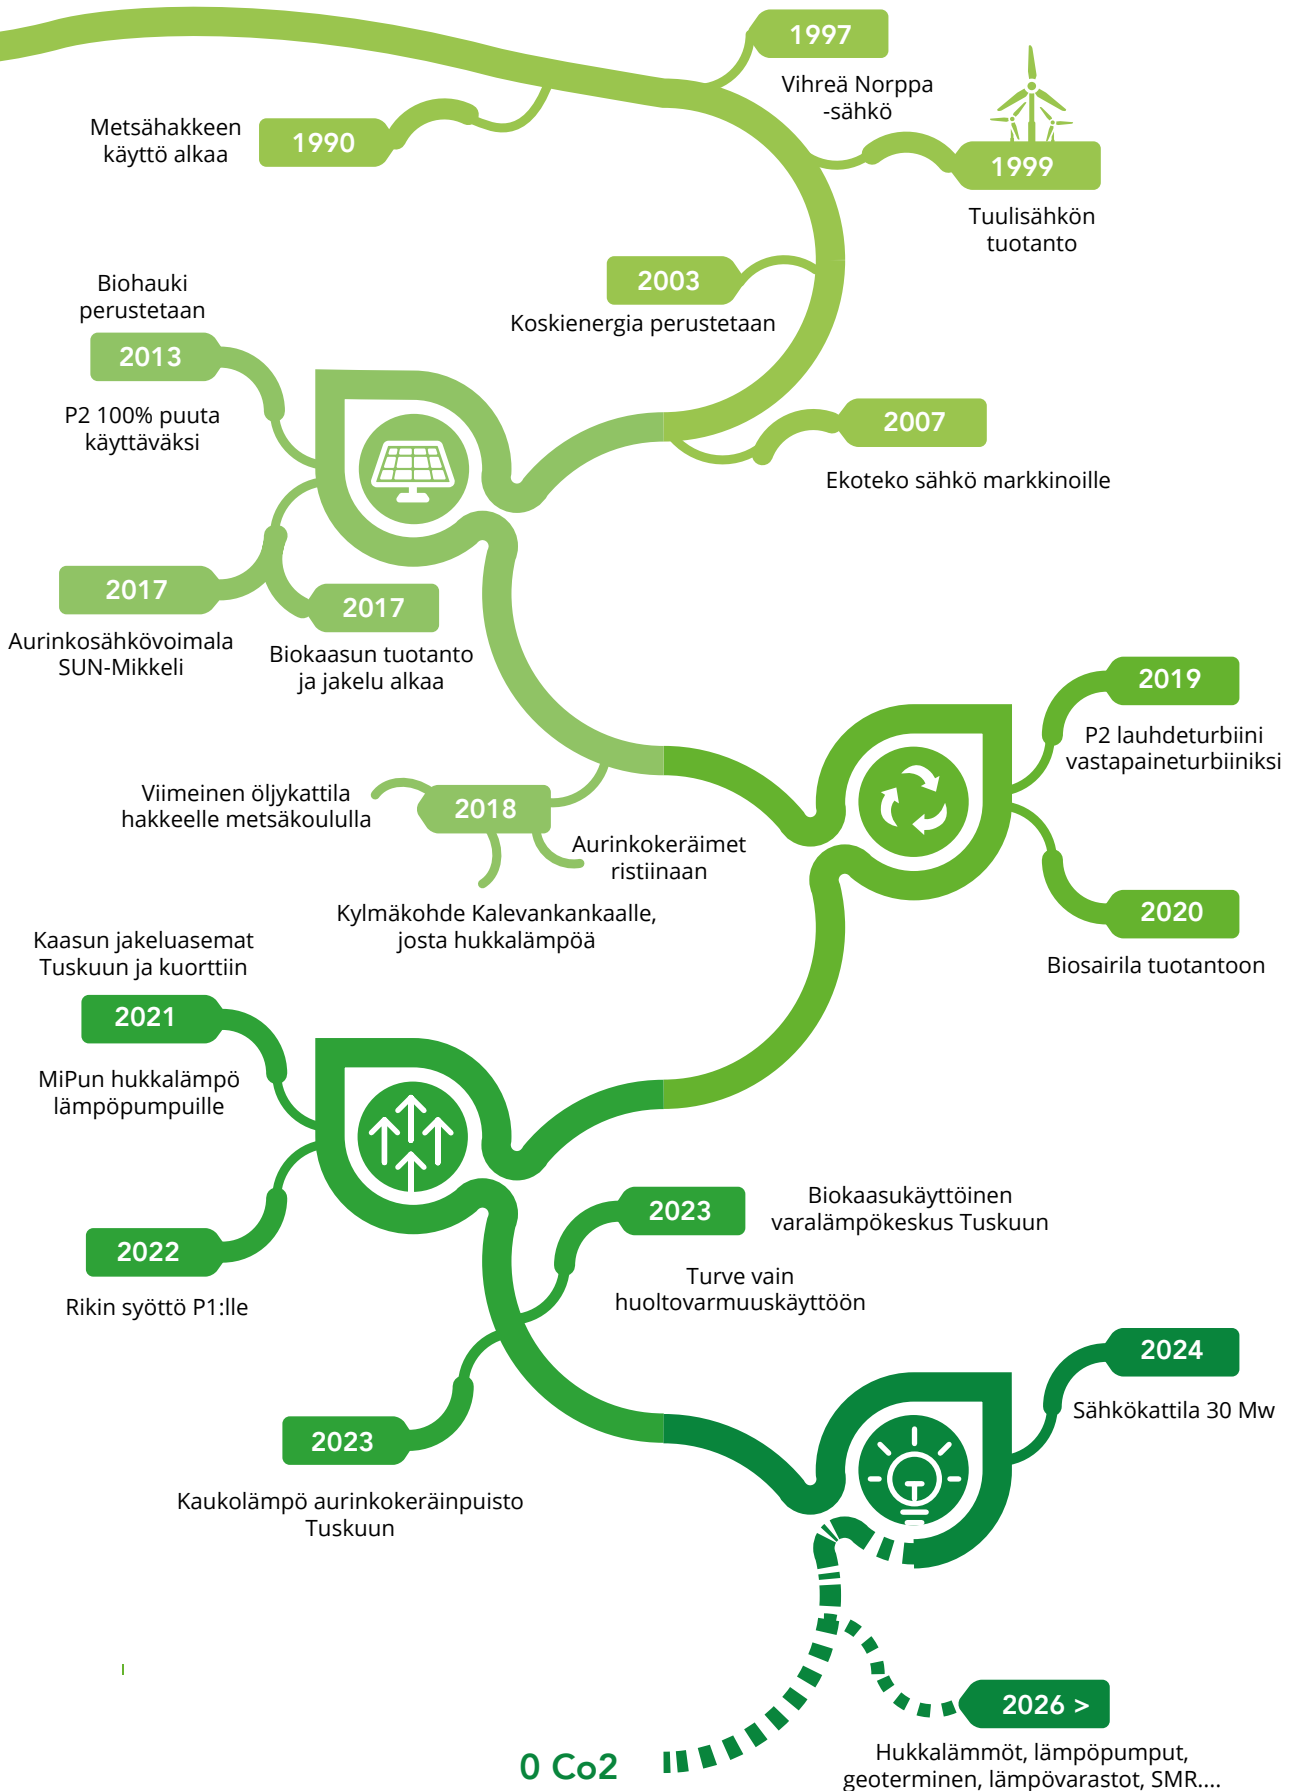 1997
Vihreä Norppa
-sähkö
Metsähakkeen
käyttö alkaa
1990
1999
Tuulisähkön
tuotanto
2003
Koskienergia perustetaan
Biohauki
perustetaan
2013
P2 100% puuta
käyttäväksi
2007
Ekoteko sähkö markkinoille
2017
Aurinkosähkövoimala
SUN-Mikkeli
2017
Biokaasun tuotanto
ja jakelu alkaa
2019
P2 lauhdeturbiini
vastapaineturbiiniksi
Viimeinen öljykattila
hakkeelle metsäkoululla
2018
Aurinkokeräimet
ristiinaan
Kylmäkohde Kalevankankaalle,
josta hukkalämpöä
2020
Biosairila tuotantoon
Kaasun jakeluasemat
Tuskuun ja kuorttiin
2021
MiPun hukkalämpö
lämpöpumpuille
2022
Rikin syöttö P1:lle
2023
Biokaasukäyttöinen
varalämpökeskus Tuskuun
Turve vain
huoltovarmuuskäyttöön
2024
Sähkökattila 30 Mw
2023
Kaukolämpö aurinkokeräinpuisto
Tuskuun
2026 >
Hukkalämmöt, lämpöpumput,
geoterminen, lämpövarastot, SMR....
0 Co2